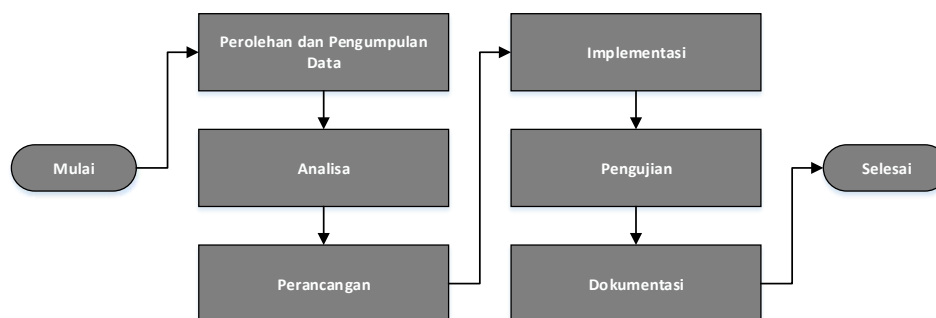 Mulai
Perolehan dan Pengumpulan
Data
Analisa
Perancangan
Implementasi
Pengujian
Dokumentasi
Selesai